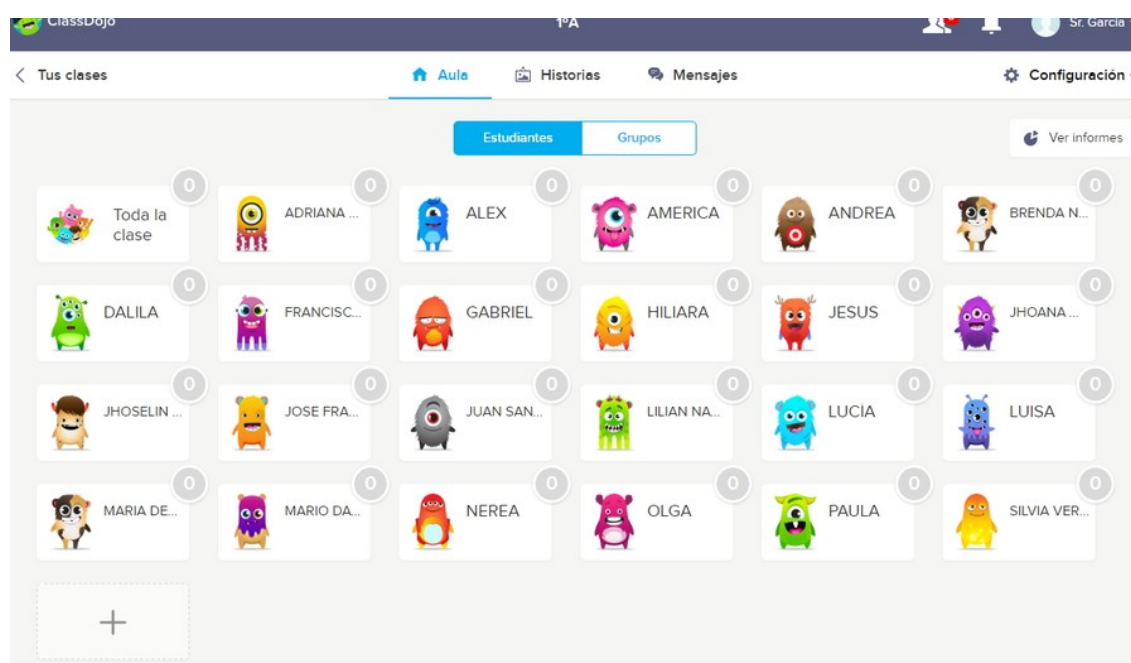 ClassDojo
1ºA
Sr. García
Tus clases
Aula
Historias
Mensajes
Configuración
Estudiantes
Grupos
Ver informes
0
0
0
0
0
0
Toda la
clase
ADRIANA ...
ALEX
AMERICA
ANDREA
BRENDA N...
0
0
0
0
0
0
DALILA
FRANCISC...
GABRIEL
HILIARA
JESUS
JHOANA ...
0
0
0
0
0
0
JHOSELIN ...
JOSE FRA...
JUAN SAN...
LILIAN NA...
LUCÍA
LUISA
0
0
0
0
0
0
MARIA DE...
MARIO DA...
NEREA
OLGA
PAULA
SILVIA VER...
+